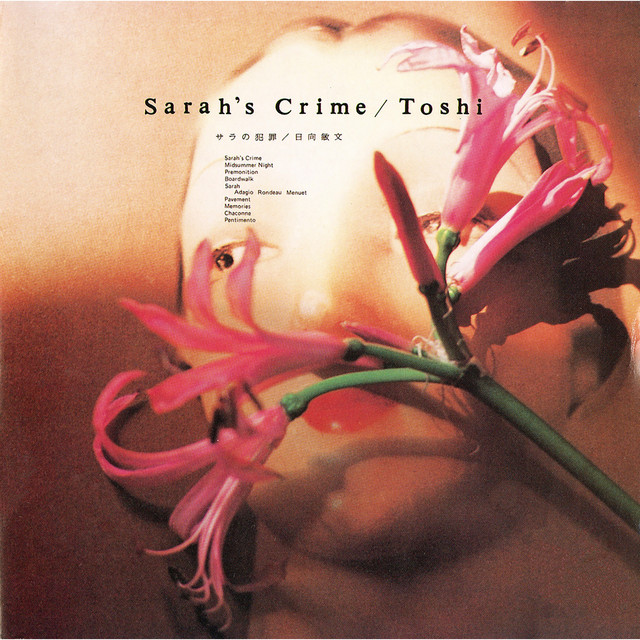 Sarah's Crime / Toshi
サラの犯罪／日向敏文
Sarah's Crime
Midsummer Night
Premonition
Boardwalk
Sarah
Adagio Rondeau Menuet
Pavement
Memories
Chaconna
Pentimento